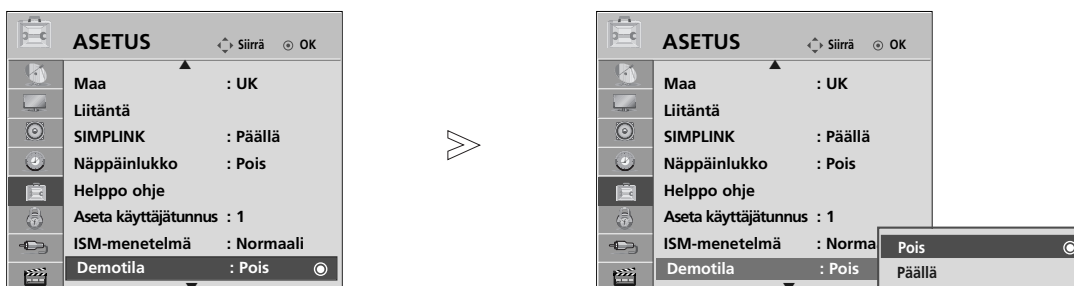 ASETUS Siirrä OK
Maa : UK
Liitäntä
SIMPLINK : Päällä
Näppäinlukko : Pois
Helppo ohje
Aseta käyttäjätunnus : 1
ISM-menetelmä : Normaali
Demotila : Pois
ASETUS Siirrä OK
Maa : UK
Liitäntä
SIMPLINK : Päällä
Näppäinlukko : Pois
Helppo ohje
Aseta käyttäjätunnus : 1
ISM-menetelmä : Norma
Demotila : Pois
Pois
Päällä